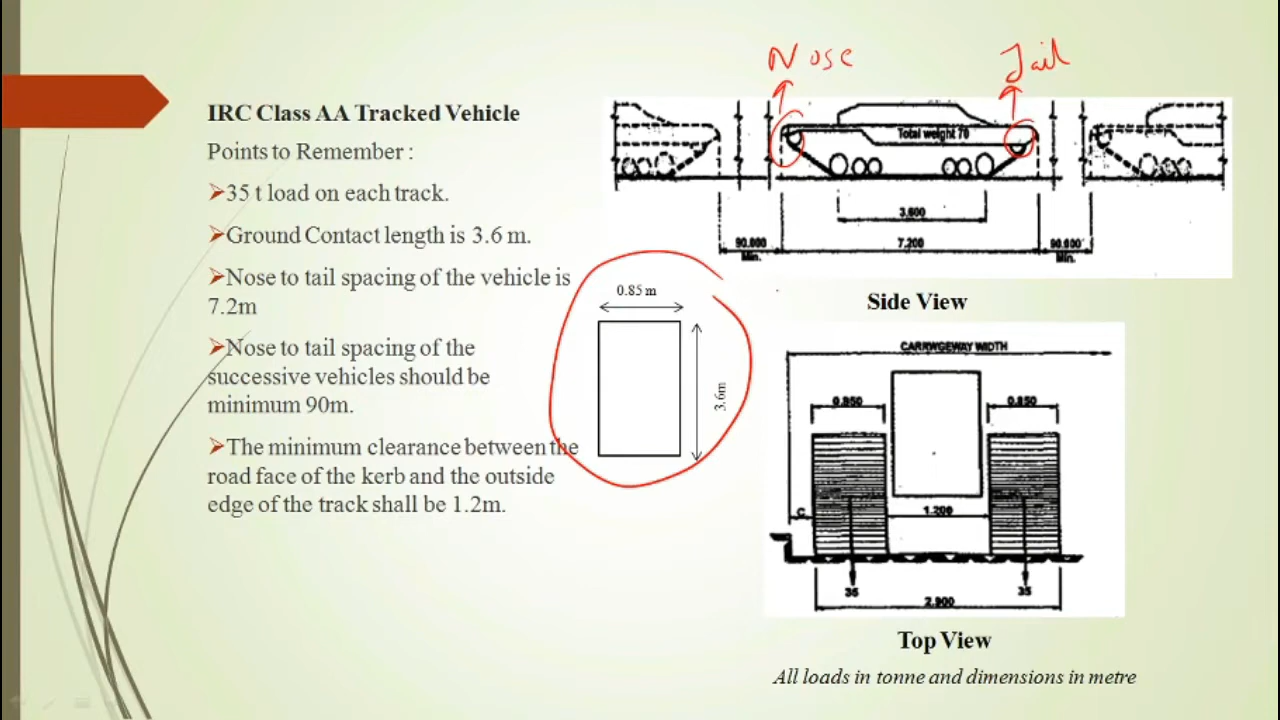 Nose
Tail
IRC Class AA Tracked Vehicle
Points to Remember :
35 t load on each track.
Ground Contact length is 3.6 m.
Nose to tail spacing of the vehicle is
7.2m
Nose to tail spacing of the
successive vehicles should be
minimum 90m.
The minimum clearance between the
road face of the kerb and the outside
edge of the track shall be 1.2m.
0.85 m
3.6m
Total weight 70
3.600
90.000 7.200 90.000
Min. Min.
Side View
CARRWGEWAY WIDTH
0.850 0.850
C 1.200
35 35
2.900
Top View
All loads in tonne and dimensions in metre